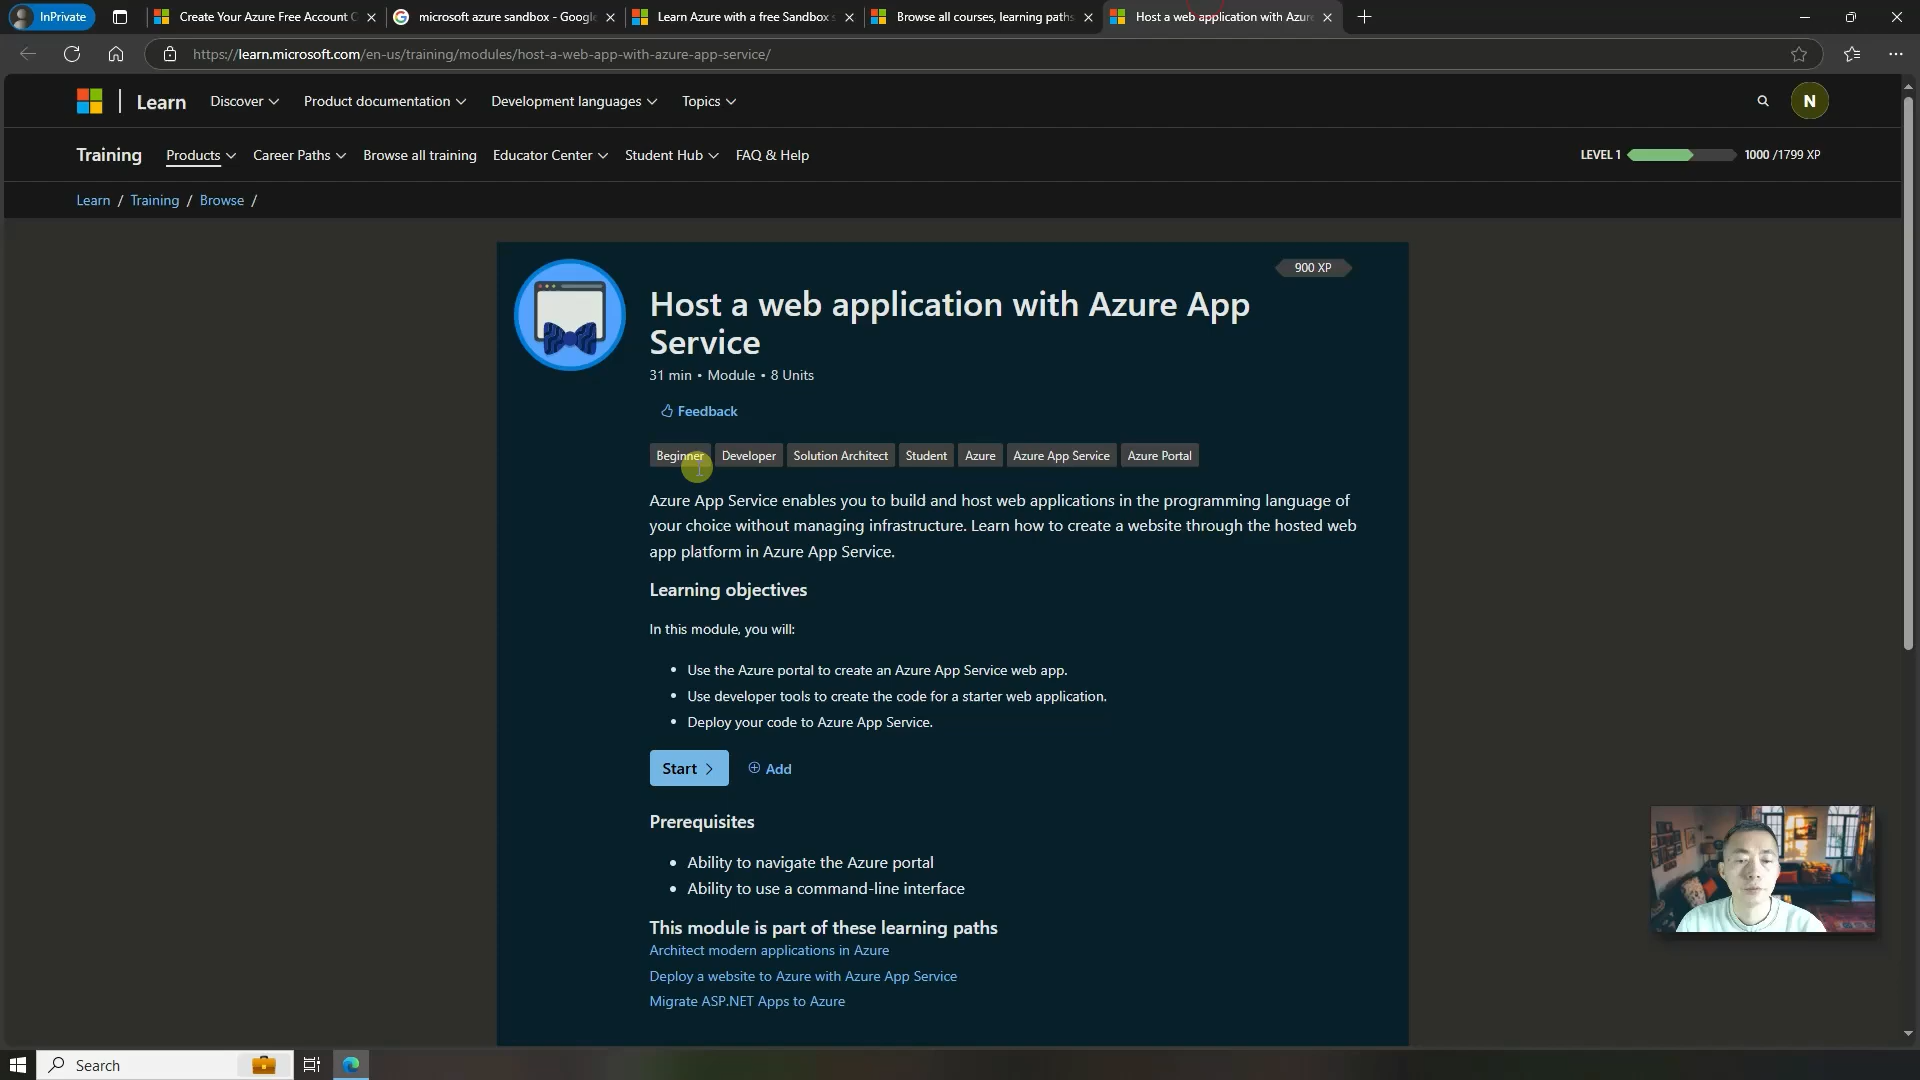 InPrivate
Create Your Azure Free Account O
microsoft azure sandbox - Google
Learn Azure with a free Sandbox s
Browse all courses, learning paths
Host a web application with Azure
https://learn.microsoft.com/en-us/training/modules/host-a-web-app-with-azure-app-service/
Learn
Discover
Product documentation
Development languages
Topics
N
Training
Products
Career Paths
Browse all training
Educator Center
Student Hub
FAQ & Help
LEVEL 1
1000 /1799 XP
Learn / Training / Browse /
900 XP
Host a web application with Azure App
Service
31 min • Module • 8 Units
Feedback
Beginner
Developer
Solution Architect
Student
Azure
Azure App Service
Azure Portal
Azure App Service enables you to build and host web applications in the programming language of
your choice without managing infrastructure. Learn how to create a website through the hosted web
app platform in Azure App Service.
Learning objectives
In this module, you will:
• Use the Azure portal to create an Azure App Service web app.
• Use developer tools to create the code for a starter web application.
• Deploy your code to Azure App Service.
Start
Add
Prerequisites
• Ability to navigate the Azure portal
• Ability to use a command-line interface
This module is part of these learning paths
Architect modern applications in Azure
Deploy a website to Azure with Azure App Service
Migrate ASP.NET Apps to Azure
Search